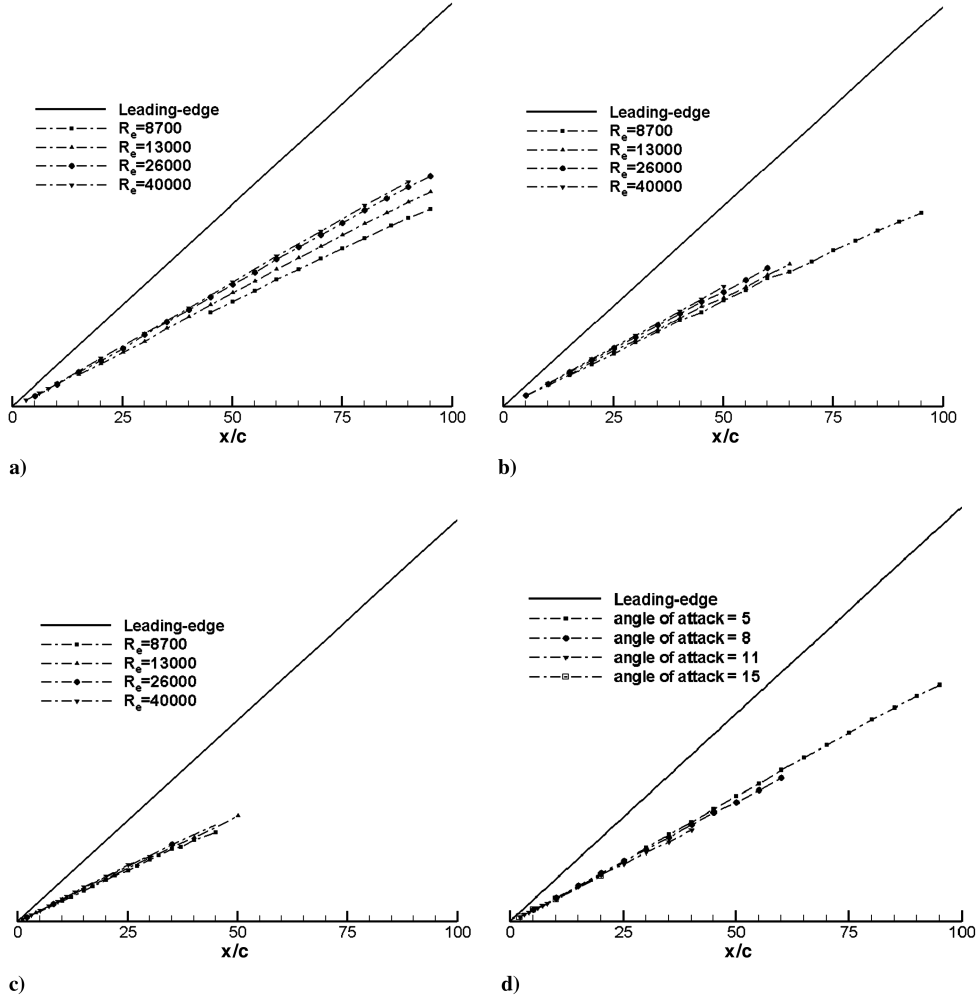 Leading-edge
Re=8700
Re=13000
Re=26000
Re=40000
0 25 50 75 100
x/c
a)
Leading-edge
Re=8700
Re=13000
Re=26000
Re=40000
0 25 50 75 100
x/c
b)
Leading-edge
Re=8700
Re=13000
Re=26000
Re=40000
0 25 50 75 100
x/c
c)
Leading-edge
angle of attack = 5
angle of attack = 8
angle of attack = 11
angle of attack = 15
0 25 50 75 100
x/c
d)